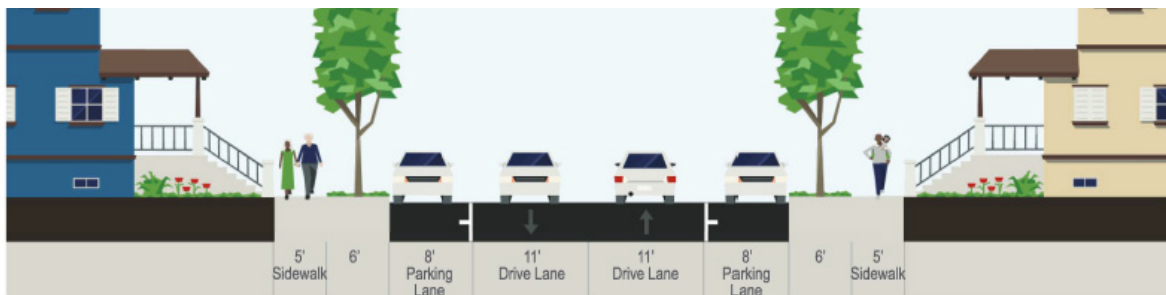 5'
Sidewalk
6'
8'
Parking
Lane
11'
Drive Lane
11'
Drive Lane
8'
Parking
Lane
6'
5'
Sidewalk